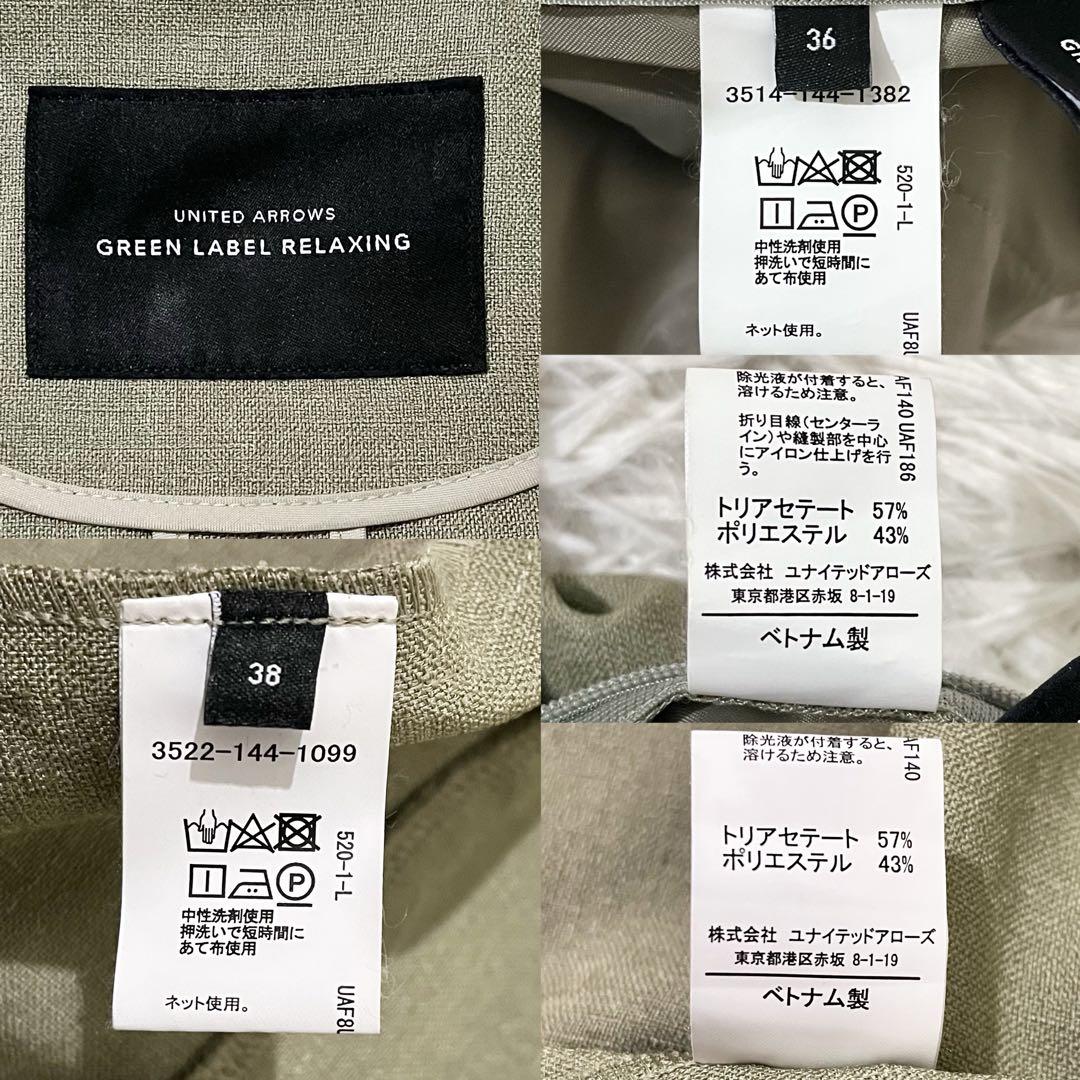 UNITED ARROWS
GREEN LABEL RELAXING
36
3514-144-1382
P
520-1-L
中性洗剤使用
押洗いで短時間に
あて布使用
ネット使用。
UAF8
除光液が付着すると、
溶けるため注意。
折り目線(センターラ
イン)や縫製部を中心
にアイロン仕上げを行
う。
AF140 UAF186
トリアセテート 57%
ポリエステル 43%
株式会社 ユナイテッドアローズ
東京都港区赤坂 8-1-19
ベトナム製
38
3522-144-1099
P
520-1-L
中性洗剤使用
押洗いで短時間に
あて布使用
ネット使用。
UAF8
除光液が付着すると、
溶けるため注意。
AF140
トリアセテート 57%
ポリエステル 43%
株式会社 ユナイテッドアローズ
東京都港区赤坂 8-1-19
ベトナム製